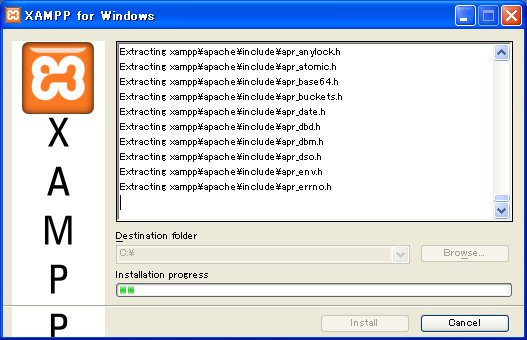 XAMPP for Windows
X
A
M
P
P
Extracting xampp¥apache¥include¥apr_anylock.h
Extracting xampp¥apache¥include¥apr_atomic.h
Extracting xampp¥apache¥include¥apr_base64.h
Extracting xampp¥apache¥include¥apr_buckets.h
Extracting xampp¥apache¥include¥apr_date.h
Extracting xampp¥apache¥include¥apr_dbd.h
Extracting xampp¥apache¥include¥apr_dbm.h
Extracting xampp¥apache¥include¥apr_dso.h
Extracting xampp¥apache¥include¥apr_env.h
Extracting xampp¥apache¥include¥apr_errno.h
Destination folder
C:¥
Browse...
Installation progress
Install
Cancel